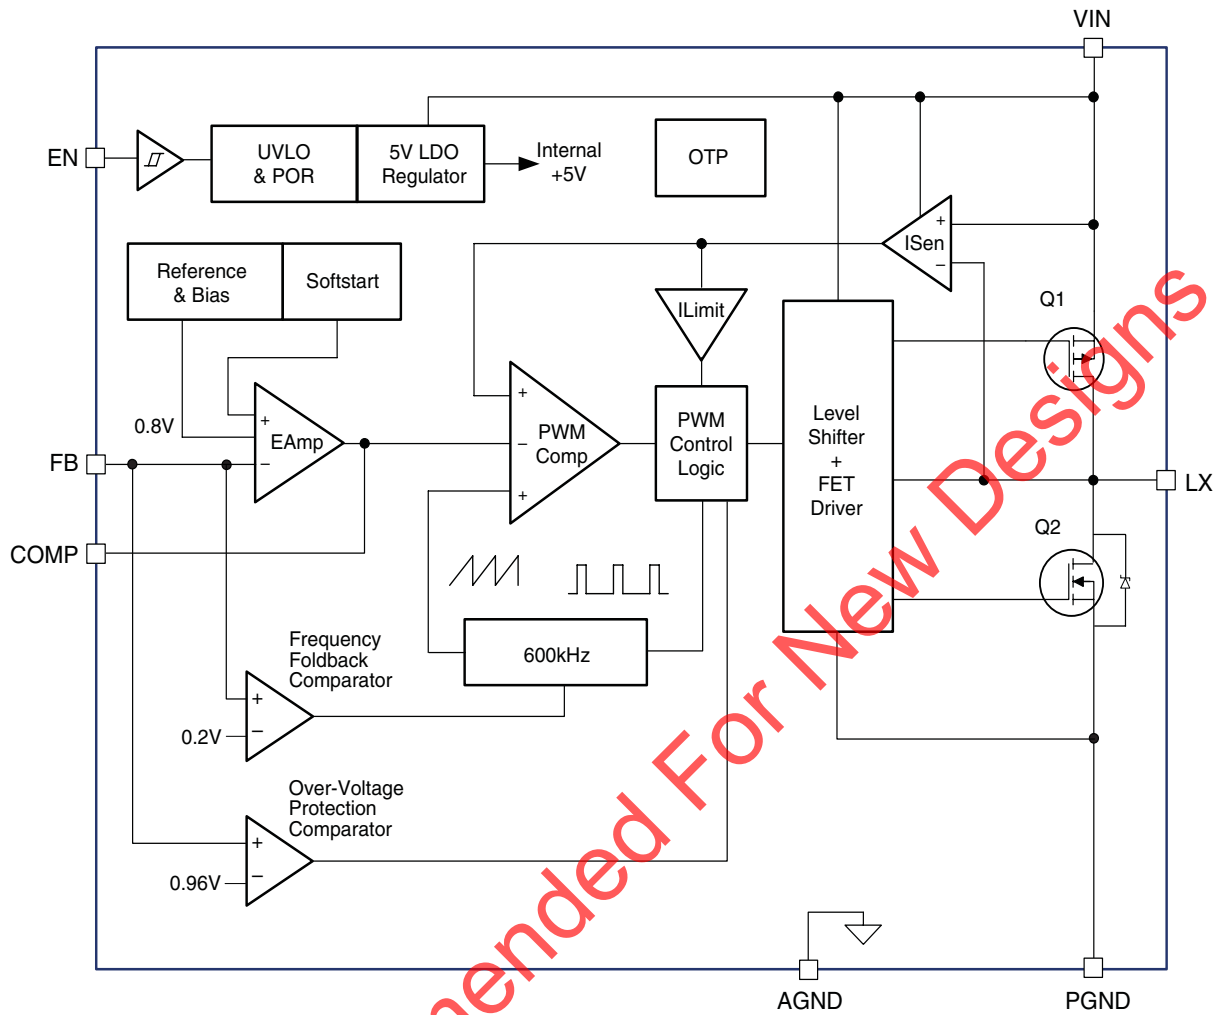 VIN
EN
UVLO
& POR
5V LDO
Regulator
Internal
+5V
OTP
+
ISen
−
Reference
& Bias
Softstart
ILimit
Q1
+
0.8V
EAmp
−
FB
+
−
PWM
Comp
+
PWM
Control
Logic
Level
Shifter
+
FET
Driver
LX
COMP
Q2
600kHz
Frequency
Foldback
Comparator
+
0.2V
−
Over-Voltage
Protection
Comparator
+
0.96V
−
AGND
PGND
mended For New Designs